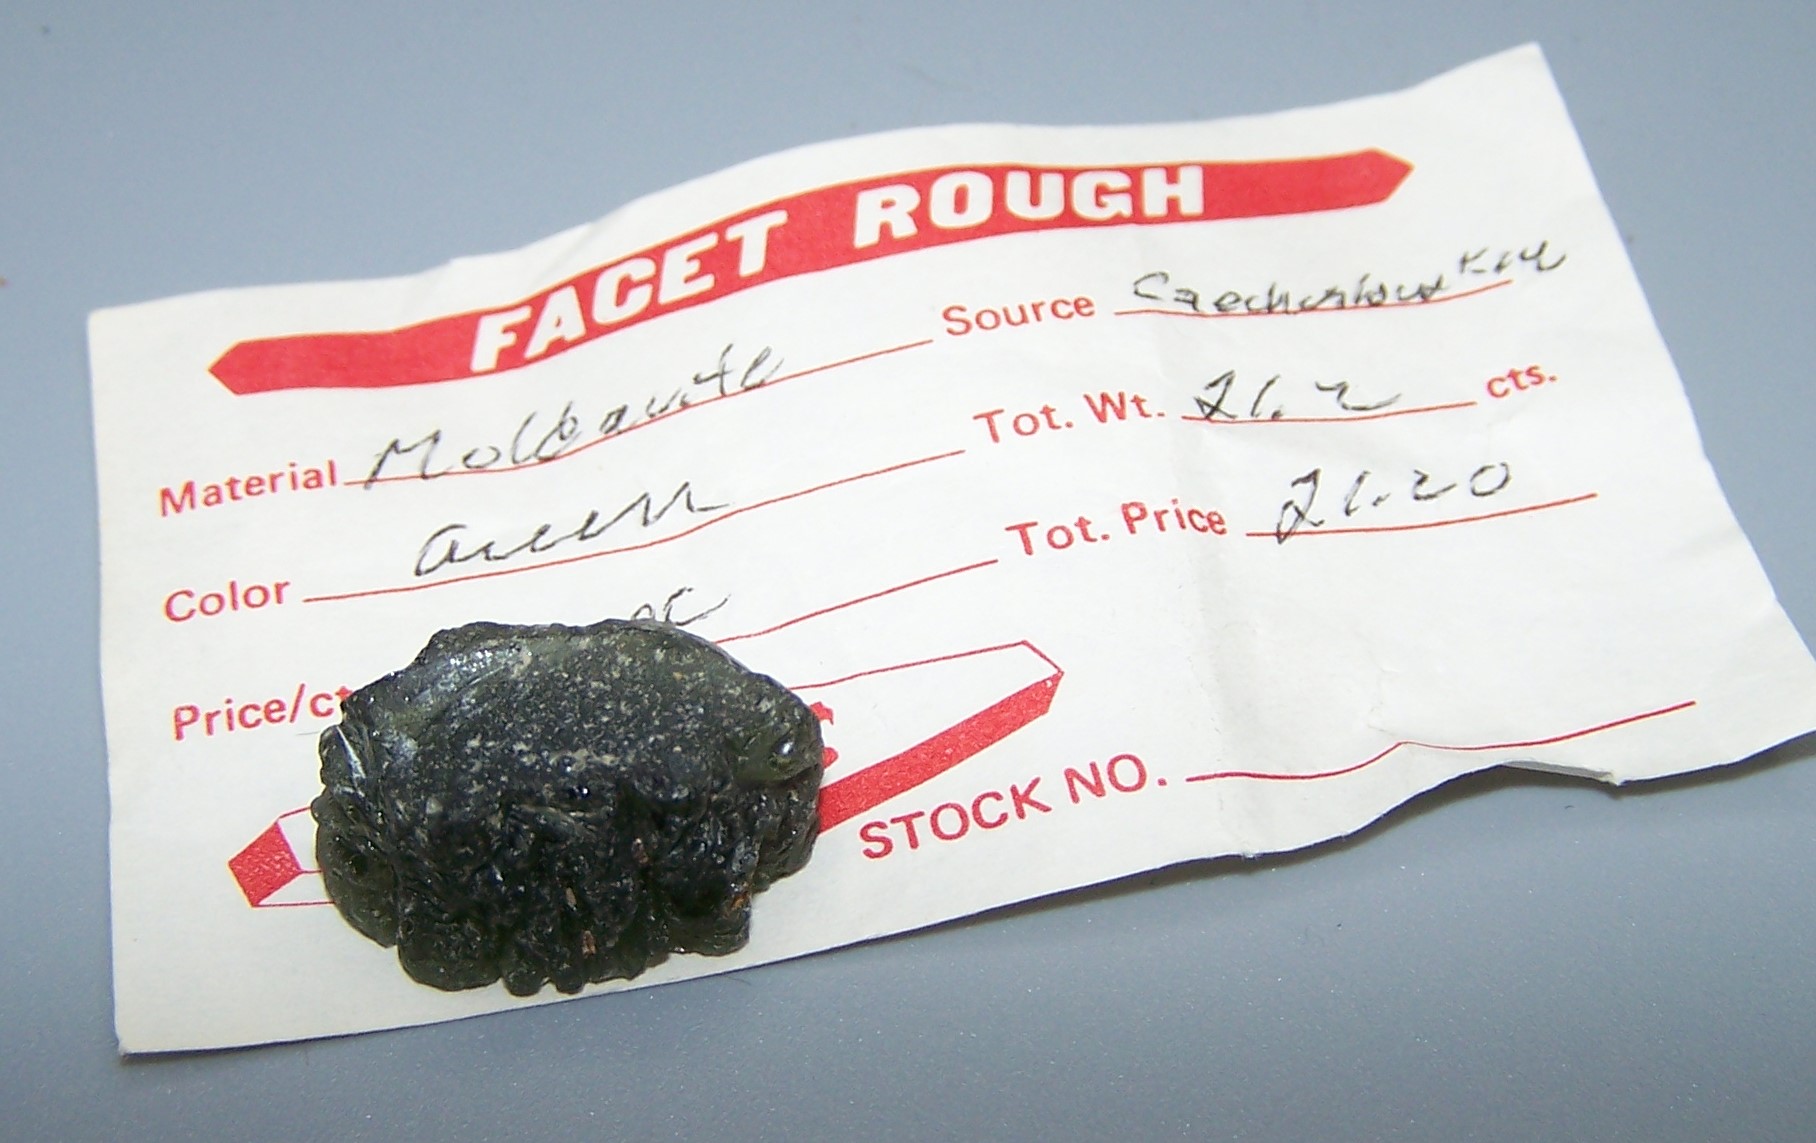 FACET ROUGH
Material Moldavite Source Czechoslovakia
Color Green Tot. Wt. 21.2 cts.
Price/ct Tot. Price 21.20
STOCK NO.